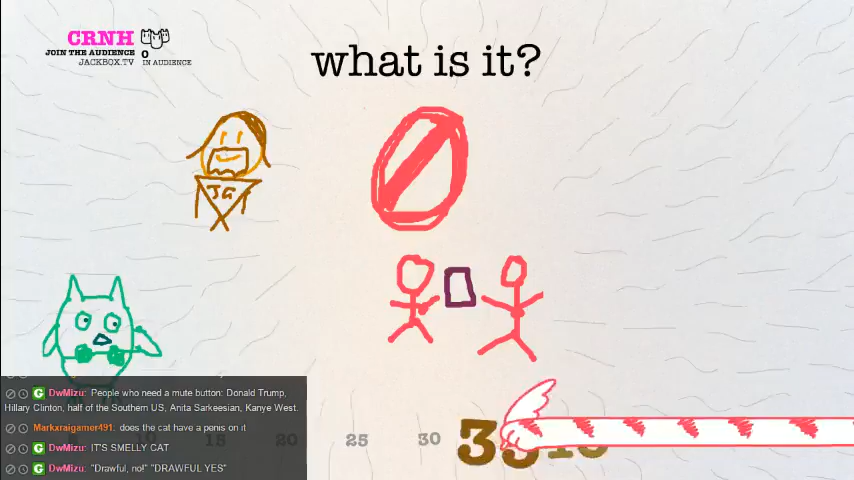 CRNH
JOIN THE AUDIENCE
JACKBOX.TV
0
IN AUDIENCE
what is it?
JG
DwMizu: People who need a mute button: Donald Trump,
Hillary Clinton, half of the Southern US, Anita Sarkeesian, Kanye West.
Markxraigamer491: does the cat have a penis on it
DwMizu: IT'S SMELLY CAT
DwMizu: "Drawful, no!" "DRAWFUL YES"
10 15 20 25 30